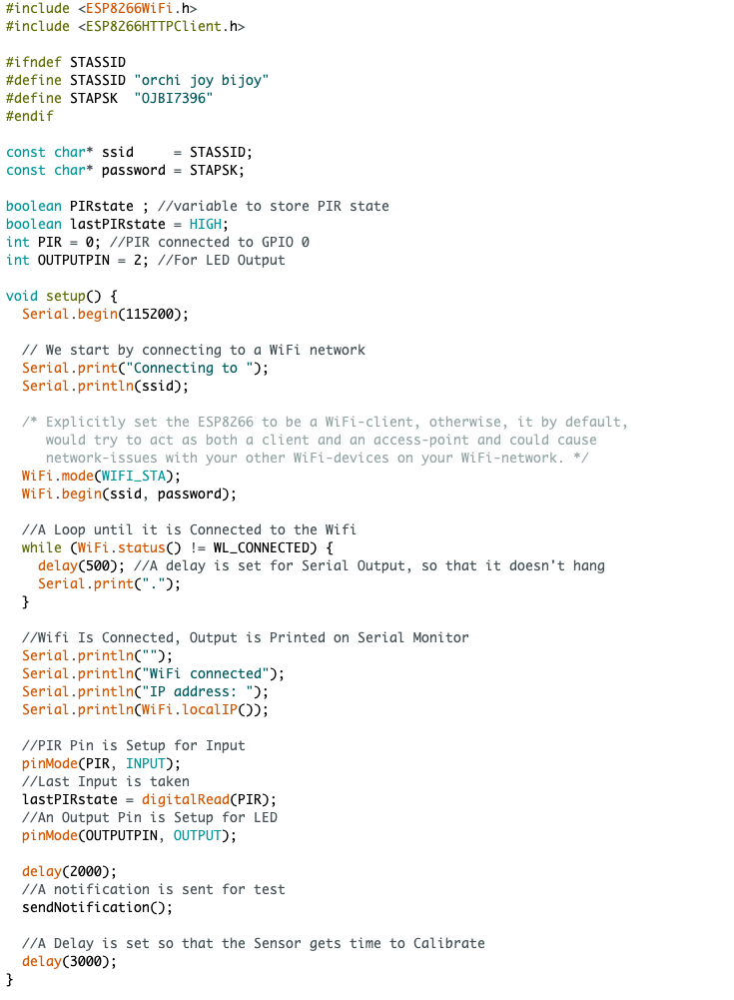 #include <ESP8266WiFi.h>
#include <ESP8266HTTPClient.h>

#ifndef STASSID
#define STASSID "orchi joy bijoy"
#define STAPSK  "OJBI7396"
#endif

const char* ssid     = STASSID;
const char* password = STAPSK;

boolean PIRstate ; //variable to store PIR state
boolean lastPIRstate = HIGH;
int PIR = 0; //PIR connected to GPIO 0
int OUTPUTPIN = 2; //For LED Output

void setup() {
  Serial.begin(115200);

  // We start by connecting to a WiFi network
  Serial.print("Connecting to ");
  Serial.println(ssid);

  /* Explicitly set the ESP8266 to be a WiFi-client, otherwise, it by default,
     would try to act as both a client and an access-point and could cause
     network-issues with your other WiFi-devices on your WiFi-network. */
  WiFi.mode(WIFI_STA);
  WiFi.begin(ssid, password);

  //A Loop until it is Connected to the Wifi
  while (WiFi.status() != WL_CONNECTED) {
    delay(500); //A delay is set for Serial Output, so that it doesn't hang
    Serial.print(".");
  }

  //Wifi Is Connected, Output is Printed on Serial Monitor
  Serial.println("");
  Serial.println("WiFi connected");
  Serial.println("IP address: ");
  Serial.println(WiFi.localIP());

  //PIR Pin is Setup for Input
  pinMode(PIR, INPUT);
  //Last Input is taken
  lastPIRstate = digitalRead(PIR);
  //An Output Pin is Setup for LED
  pinMode(OUTPUTPIN, OUTPUT);

  delay(2000);
  //A notification is sent for test
  sendNotification();

  //A Delay is set so that the Sensor gets time to Calibrate
  delay(3000);
}